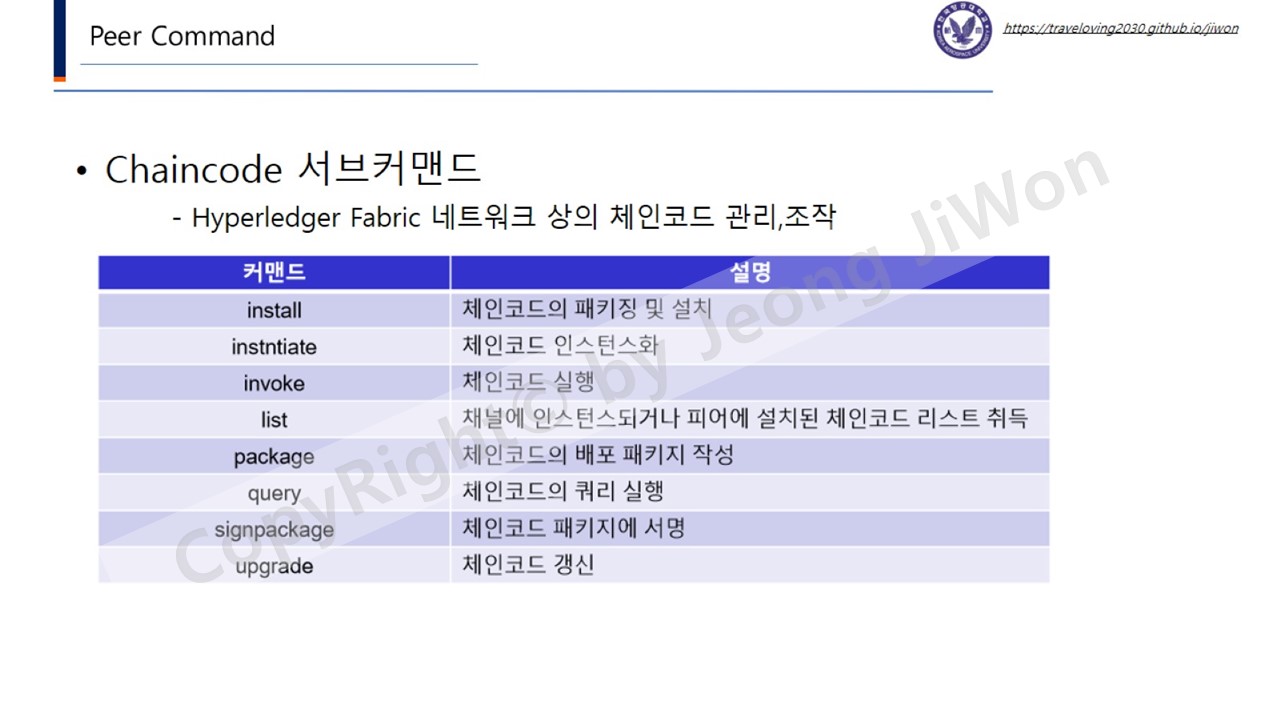 Peer Command
https://traveloving2030.github.io/jiwon
• Chaincode 서브커맨드
- Hyperledger Fabric 네트워크 상의 체인코드 관리,조작
커맨드 설명
install 체인코드의 패키징 및 설치
instntiate 체인코드 인스턴스화
invoke 체인코드 실행
list 채널에 인스턴스되거나 피어에 설치된 체인코드 리스트 취득
package 체인코드의 배포 패키지 작성
query 체인코드의 쿼리 실행
signpackage 체인코드 패키지에 서명
upgrade 체인코드 갱신
CopyRight© by Jeong JiWon